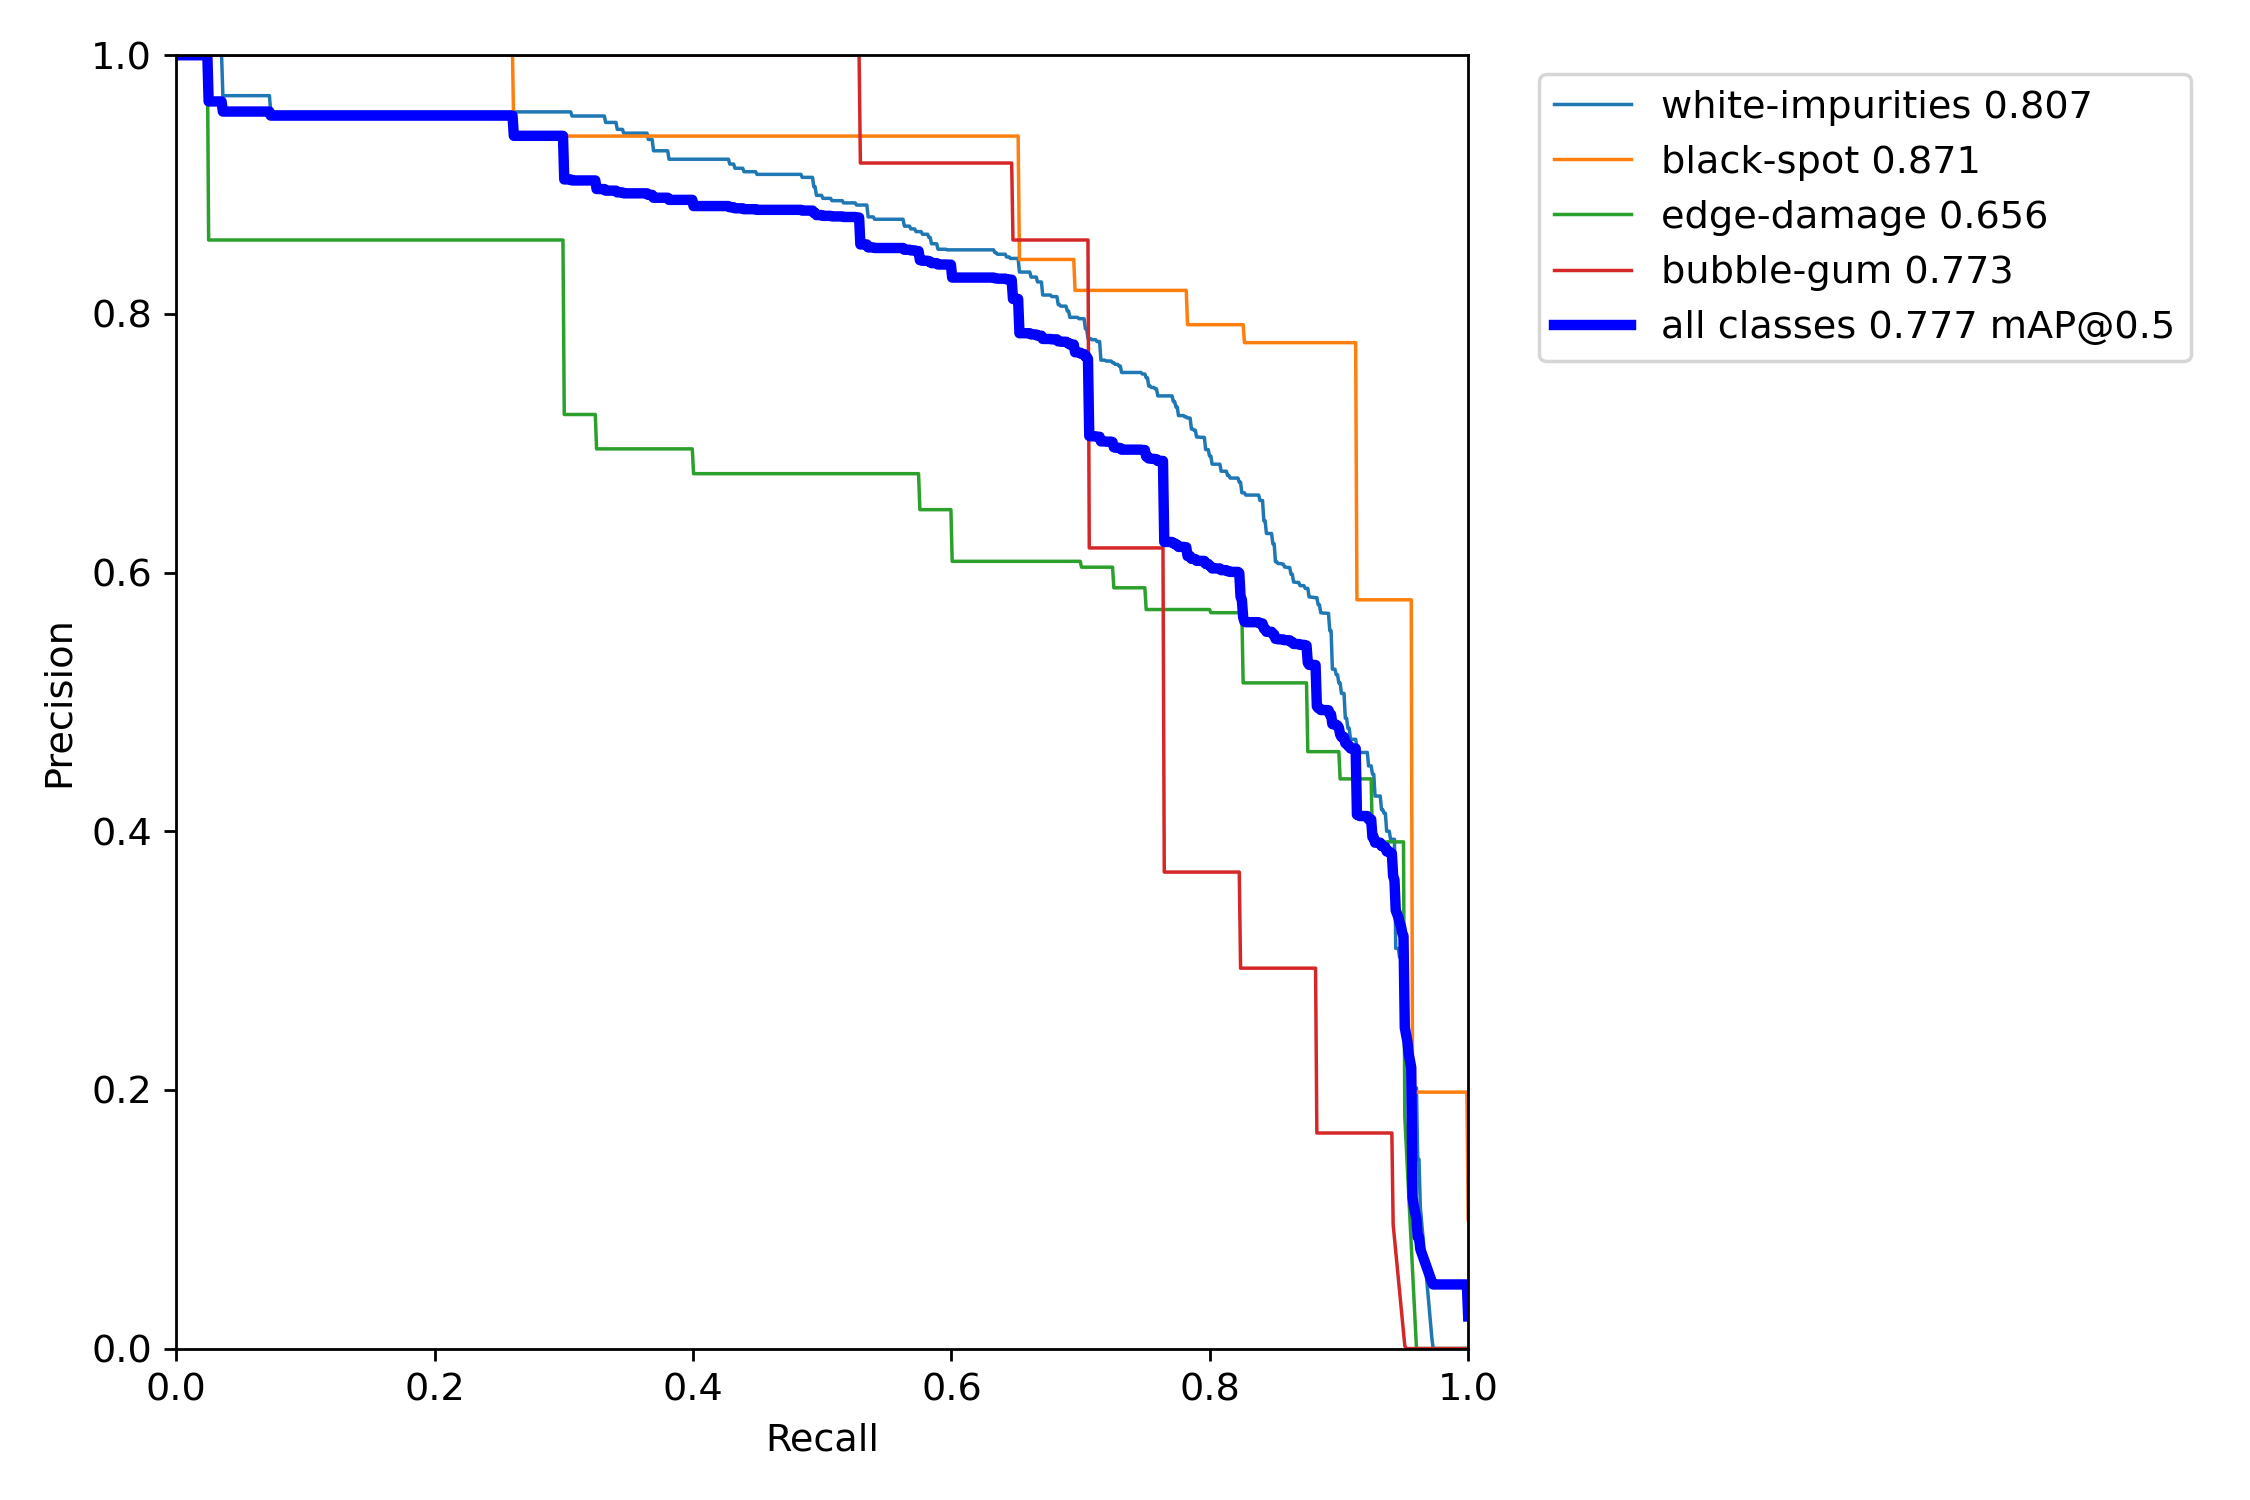 1.0
0.8
0.6
0.4
0.2
0.0
Precision
0.0 0.2 0.4 0.6 0.8 1.0
Recall
white-impurities 0.807
black-spot 0.871
edge-damage 0.656
bubble-gum 0.773
all classes 0.777 mAP@0.5